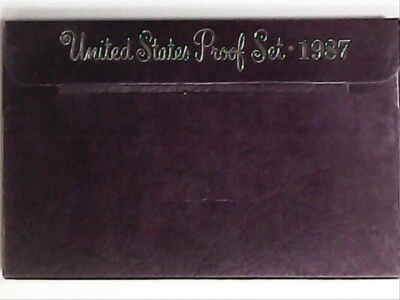 United States Proof Set · 1987